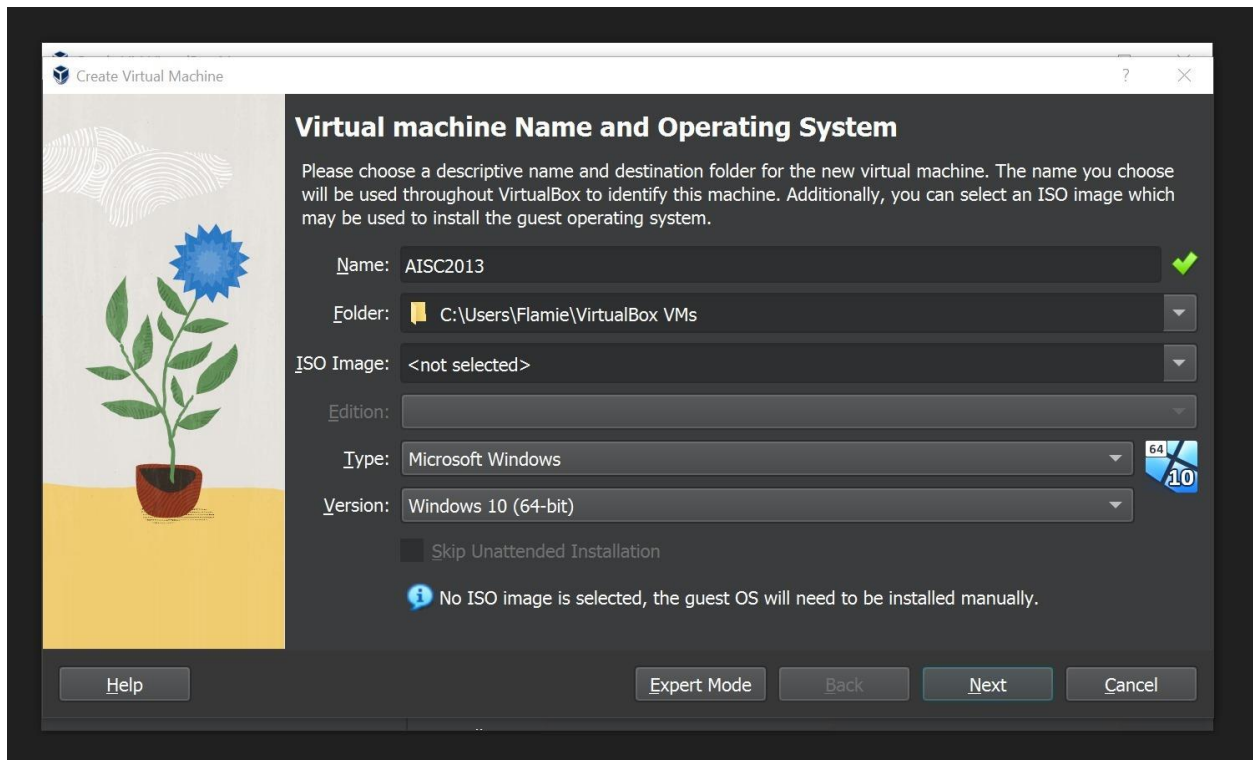 Create Virtual Machine
?
Virtual machine Name and Operating System
Please choose a descriptive name and destination folder for the new virtual machine. The name you choose
will be used throughout VirtualBox to identify this machine. Additionally, you can select an ISO image which
may be used to install the guest operating system.
Name: AISC2013
Folder: C:\Users\Flamie\VirtualBox VMs
ISO Image: <not selected>
Edition:
Type: Microsoft Windows
64
10
Version: Windows 10 (64-bit)
Skip Unattended Installation
No ISO image is selected, the guest OS will need to be installed manually.
Help Expert Mode Back Next Cancel